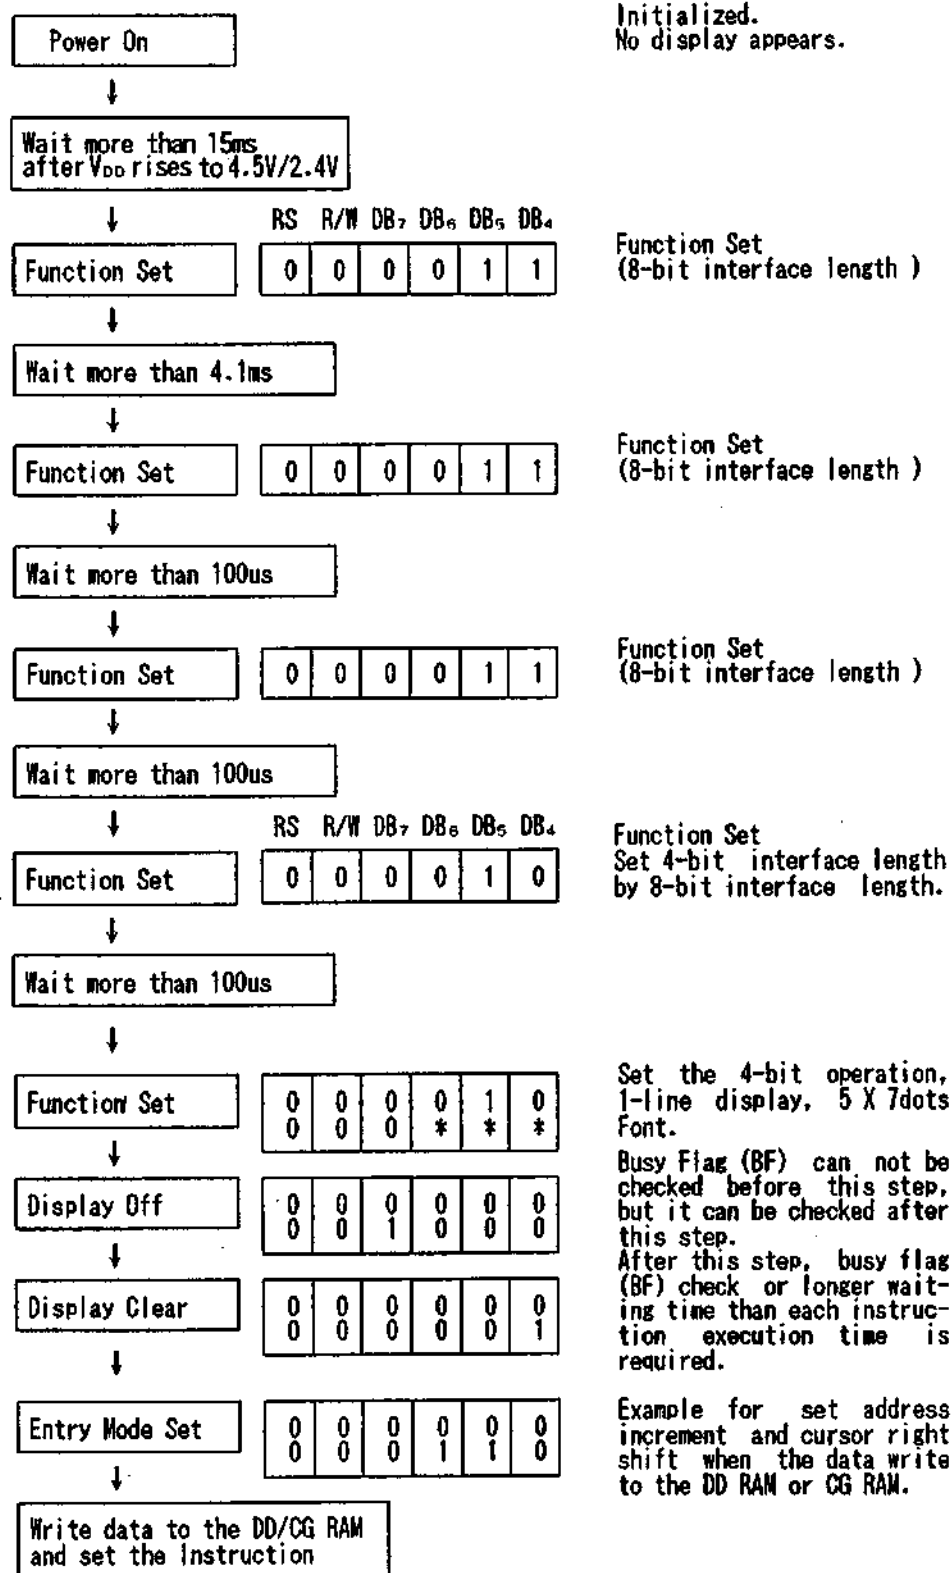 Power On
Initialized.
No display appears.
↓
Wait more than 15ms
after VDD rises to 4.5V/2.4V
↓
RS R/W DB7 DB6 DB5 DB4
Function Set
0 0 0 0 1 1
Function Set
(8-bit interface length )
↓
Wait more than 4.1ms
↓
Function Set
0 0 0 0 1 1
Function Set
(8-bit interface length )
↓
Wait more than 100us
↓
Function Set
0 0 0 0 1 1
Function Set
(8-bit interface length )
↓
Wait more than 100us
↓
RS R/W DB7 DB6 DB5 DB4
Function Set
0 0 0 0 1 0
Function Set
Set 4-bit interface length
by 8-bit interface length.
↓
Wait more than 100us
↓
Function Set
0 0 0 0 1 0
0 0 0 * * *
Set the 4-bit operation,
1-line display, 5 X 7dots
Font.
↓
Display Off
0 0 0 0 0 0
0 0 1 0 0 0
Busy Flag (BF) can not be
checked before this step,
but it can be checked after
this step.
↓
Display Clear
0 0 0 0 0 0
0 0 0 0 0 1
After this step, busy flag
(BF) check or longer wait-
ing time than each instruc-
tion execution time is
required.
↓
Entry Mode Set
0 0 0 0 0 0
0 0 0 1 1 0
Example for set address
increment and cursor right
shift when the data write
to the DD RAM or CG RAM.
↓
Write data to the DD/CG RAM
and set the Instruction